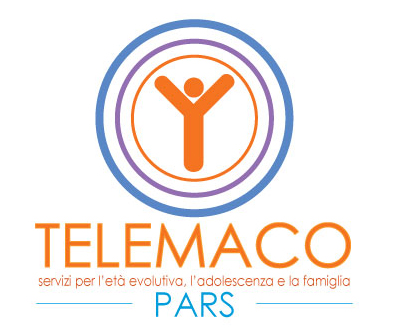 TELEMACO
servizi per l'età evolutiva, l'adolescenza e la famiglia
PARS